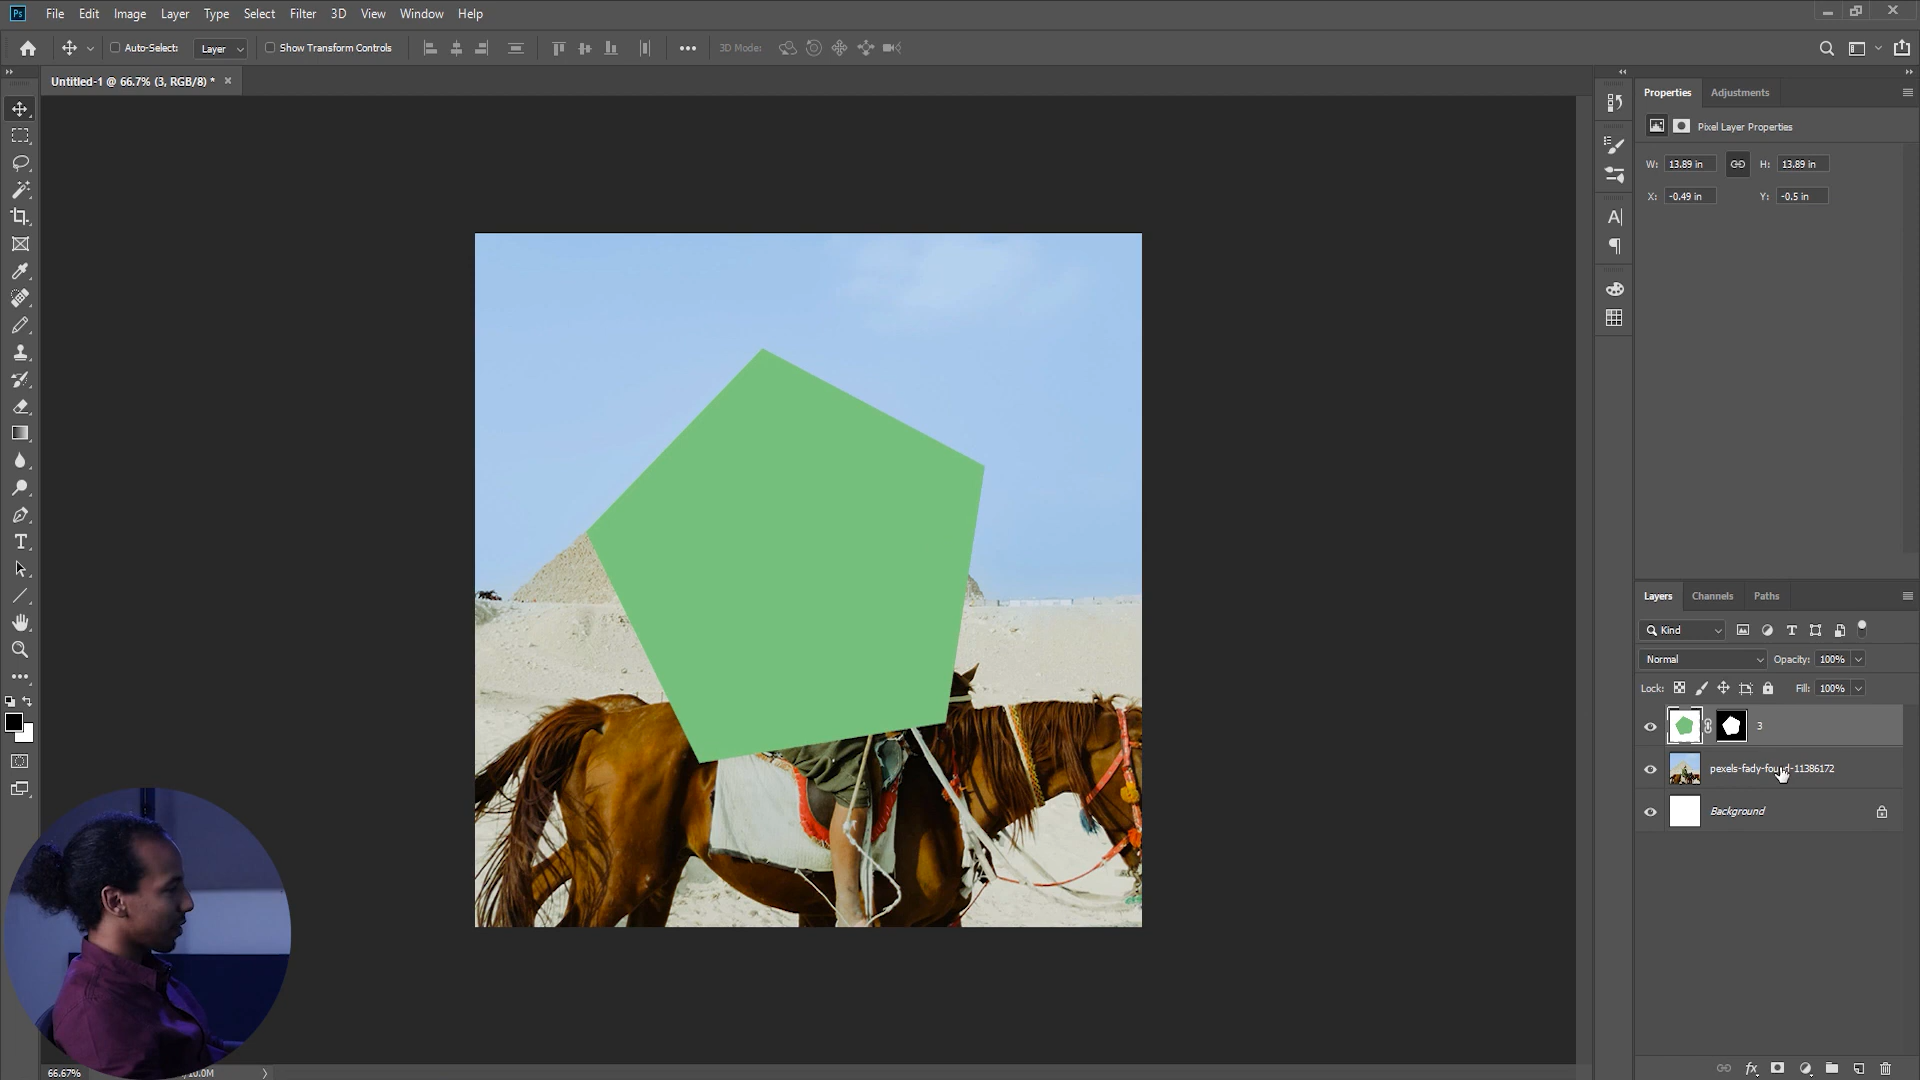 Ps File Edit Image Layer Type Select Filter 3D View Window Help
Auto-Select: Layer Show Transform Controls 3D Mode:
Untitled-1 @ 66.7% (3, RGB/8) *
Properties Adjustments
Pixel Layer Properties
W: 13.89 in H: 13.89 in
X: -0.49 in Y: -0.5 in
Layers Channels Paths
Kind
Normal Opacity: 100%
Lock: Fill: 100%
3
pexels-fady-fouad-11386172
Background
66.67%